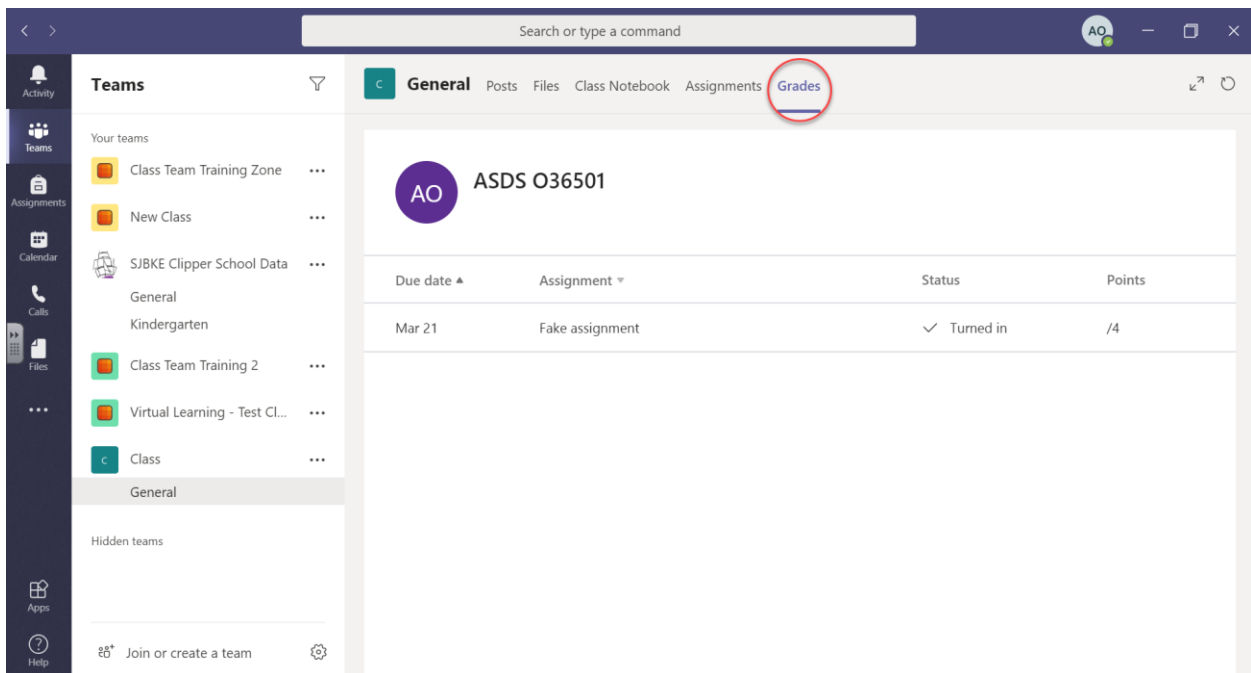 Search or type a command
AO
Activity
Teams
Assignments
Calendar
Calls
Files
Apps
Help
Teams
Your teams
Class Team Training Zone
New Class
SJBKE Clipper School Data
General
Kindergarten
Class Team Training 2
Virtual Learning - Test Cl...
C Class
General
Hidden teams
Join or create a team
C General Posts Files Class Notebook Assignments Grades
AO ASDS O36501
Due date Assignment Status Points
Mar 21 Fake assignment Turned in /4